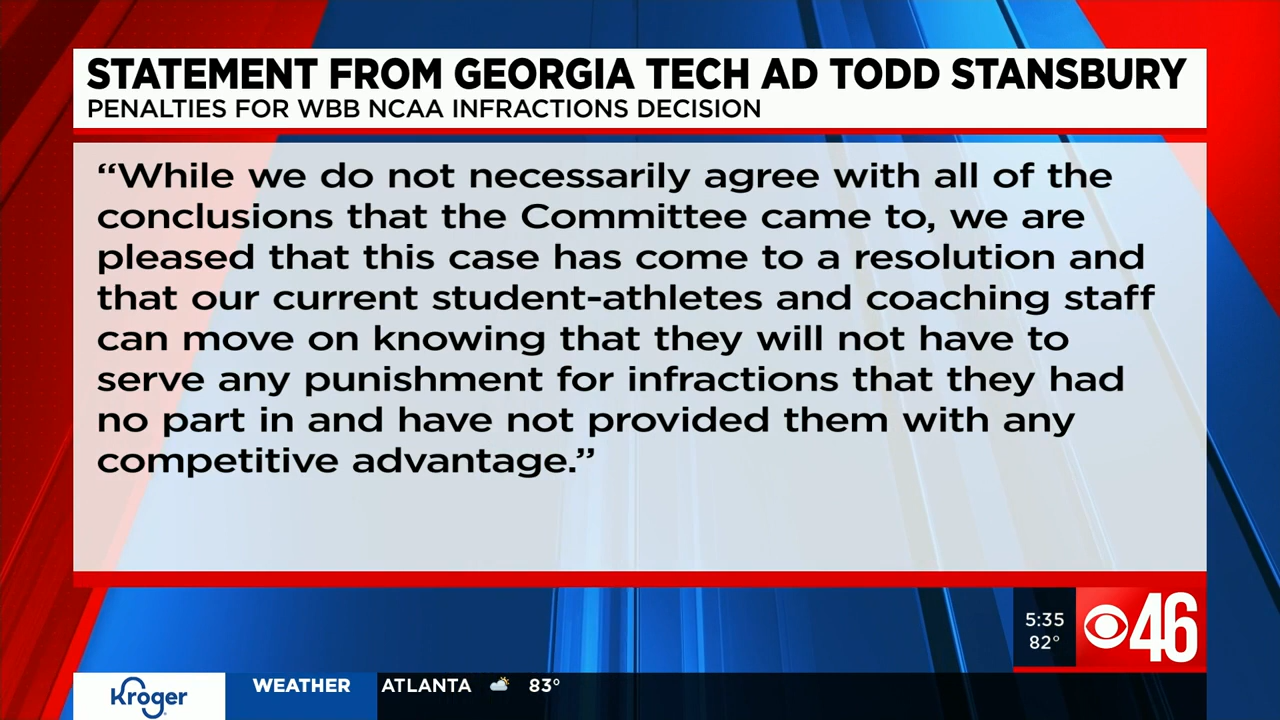 STATEMENT FROM GEORGIA TECH AD TODD STANSBURY
PENALTIES FOR WBB NCAA INFRACTIONS DECISION
“While we do not necessarily agree with all of the
conclusions that the Committee came to, we are
pleased that this case has come to a resolution and
that our current student-athletes and coaching staff
can move on knowing that they will not have to
serve any punishment for infractions that they had
no part in and have not provided them with any
competitive advantage.”
5:35
82°
46
Kroger
WEATHER
ATLANTA 83°